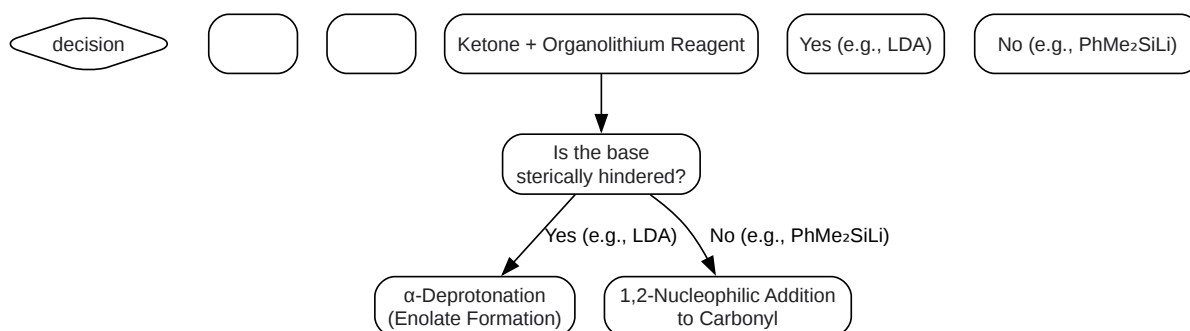 decision
Ketone + Organolithium Reagent
Yes (e.g., LDA)
No (e.g., PhMe₂SiLi)
Is the base
sterically hindered?
Yes (e.g., LDA)
No (e.g., PhMe₂SiLi)
α-Deprotonation
(Enolate Formation)
1,2-Nucleophilic Addition
to Carbonyl